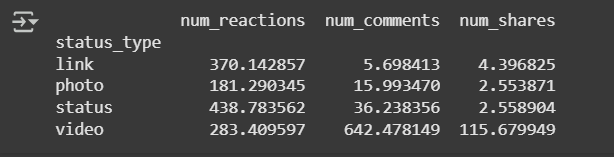 num_reactions num_comments num_shares
status_type
link 370.142857 5.698413 4.396825
photo 181.290345 15.993470 2.553871
status 438.783562 36.238356 2.558904
video 283.409597 642.478149 115.679949